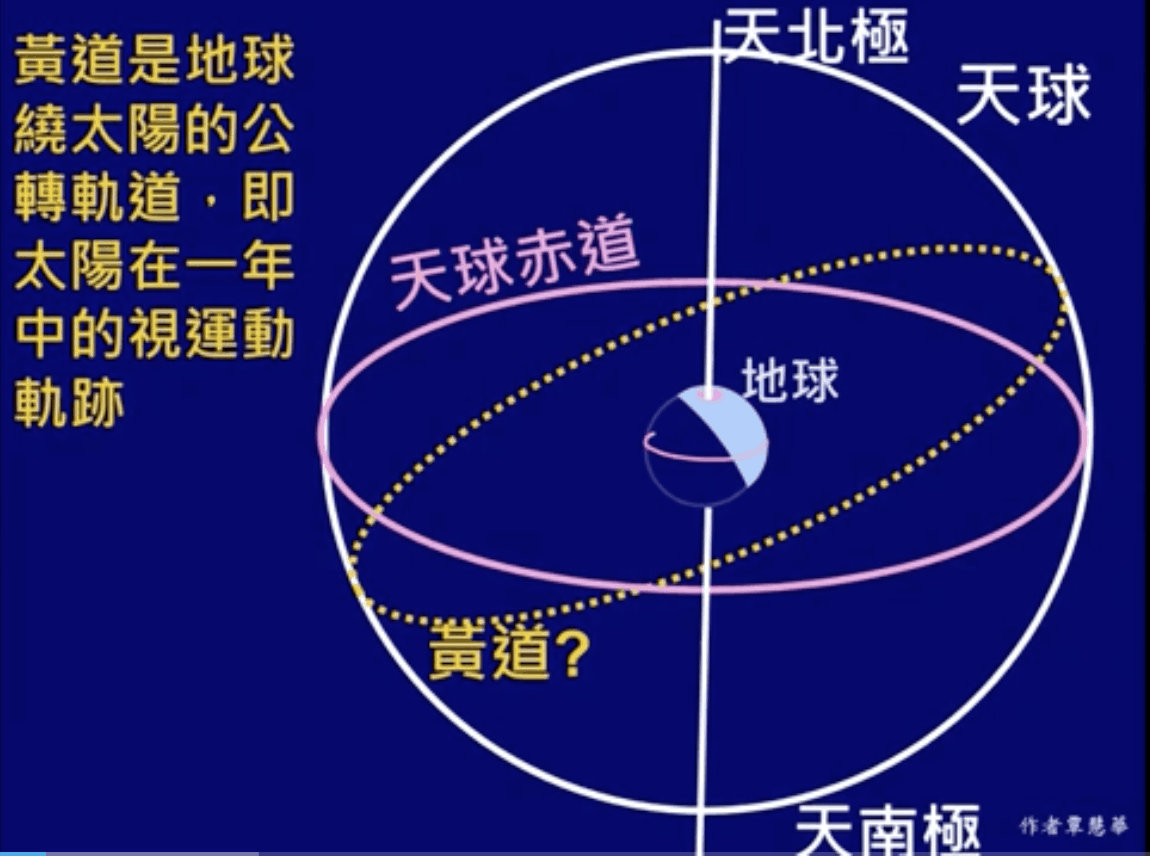 黃道是地球
繞太陽的公
轉軌道，即
太陽在一年
中的視運動
軌跡
天北極
天球
天球赤道
地球
黃道?
天南極
作者覃慧華